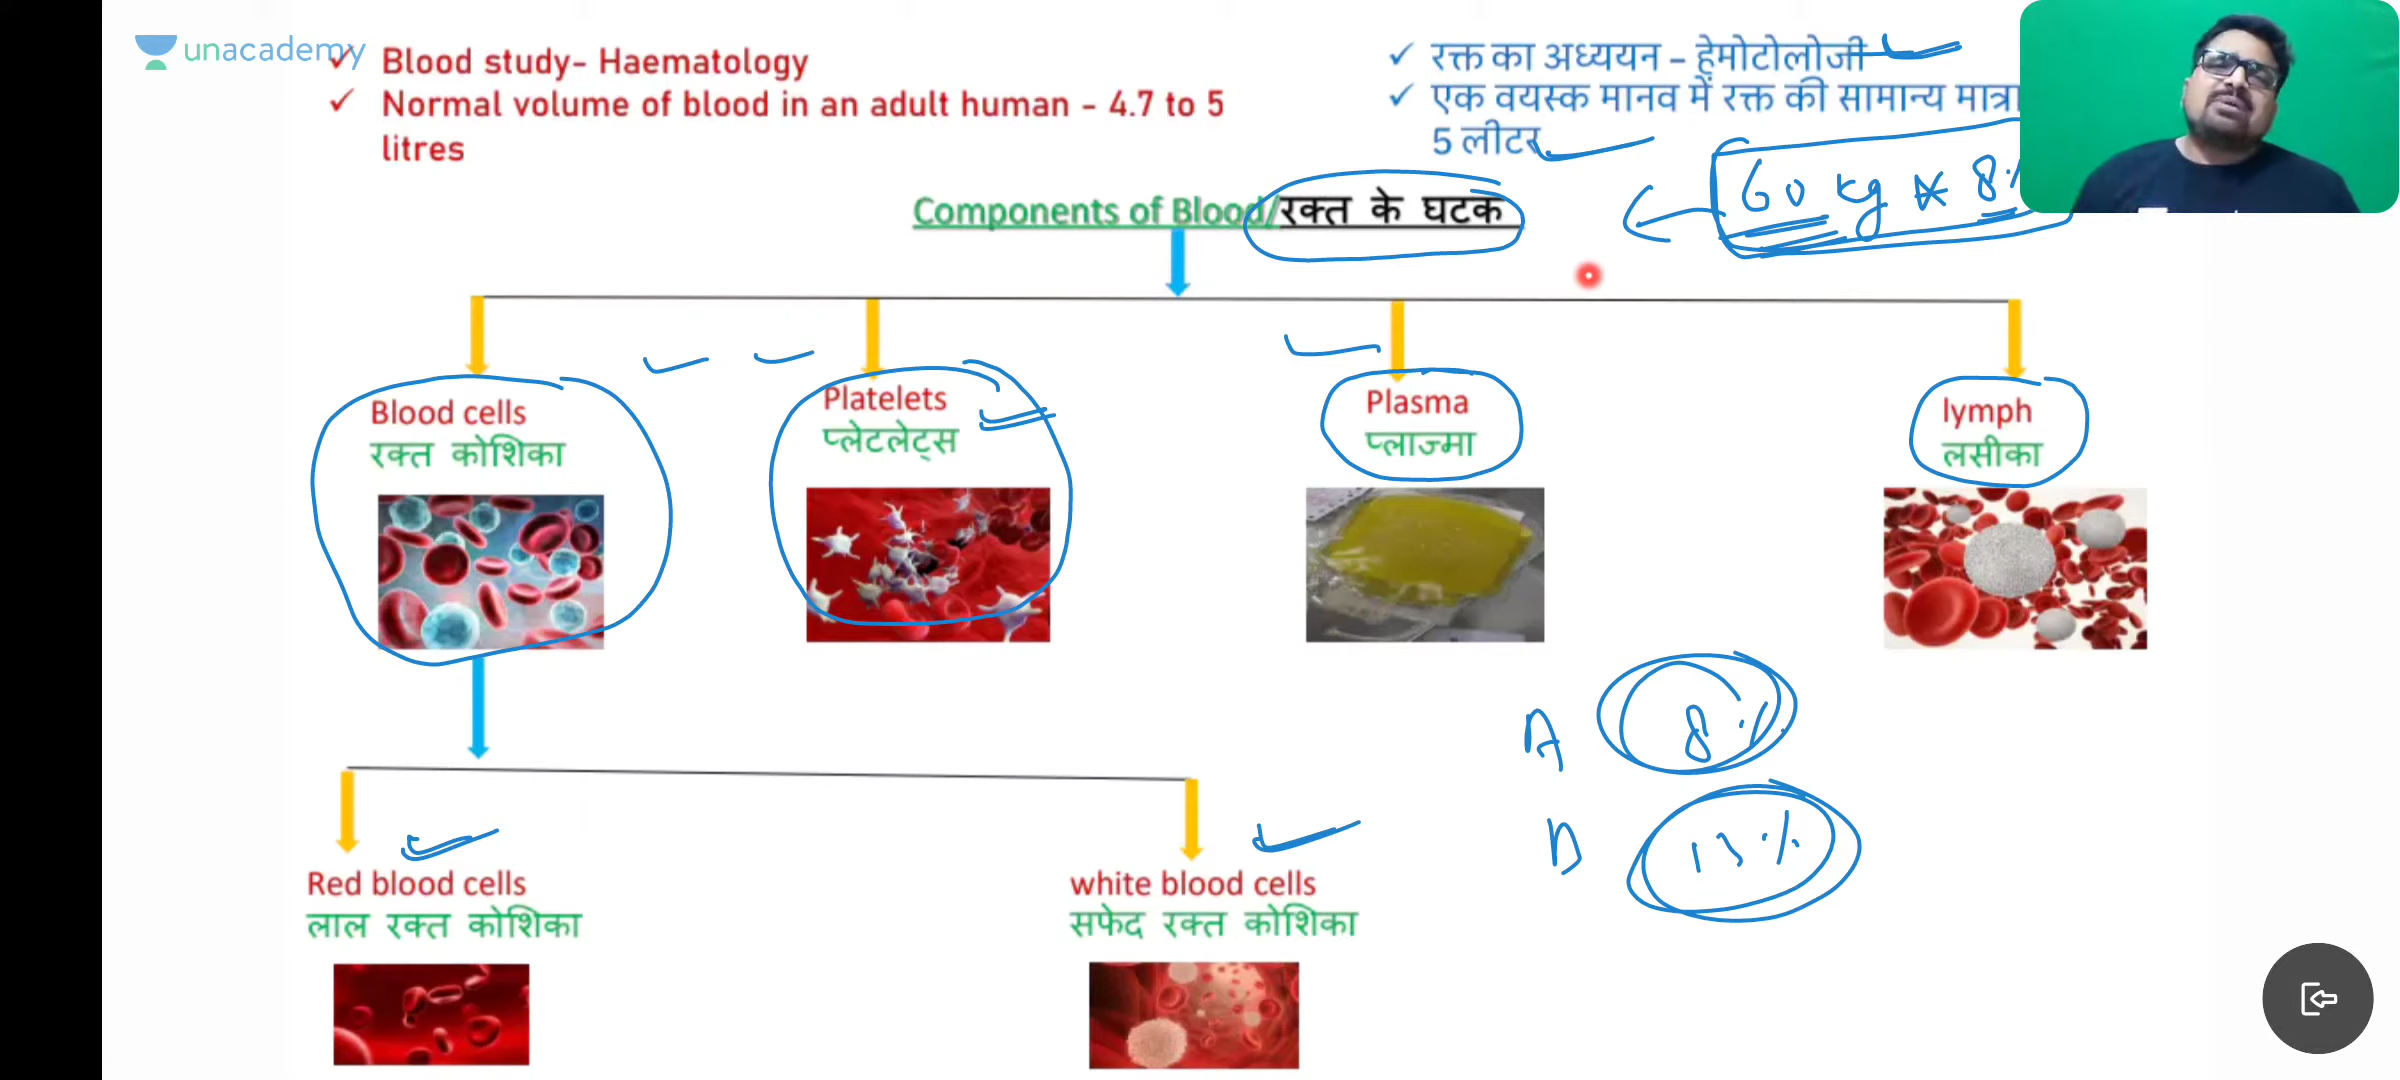 unacademy
✓ Blood study- Haematology
✓ Normal volume of blood in an adult human - 4.7 to 5
litres
✓ रक्त का अध्ययन – हेमोटोलोजी
✓ एक वयस्क मानव में रक्त की सामान्य मात्रा
5 लीटर
60 kg * 8%
Components of Blood/रक्त के घटक
Blood cells
रक्त कोशिका
Platelets
प्लेटलेट्स
Plasma
प्लाज्मा
lymph
लसीका
A 8%
Red blood cells
लाल रक्त कोशिका
white blood cells
सफेद रक्त कोशिका